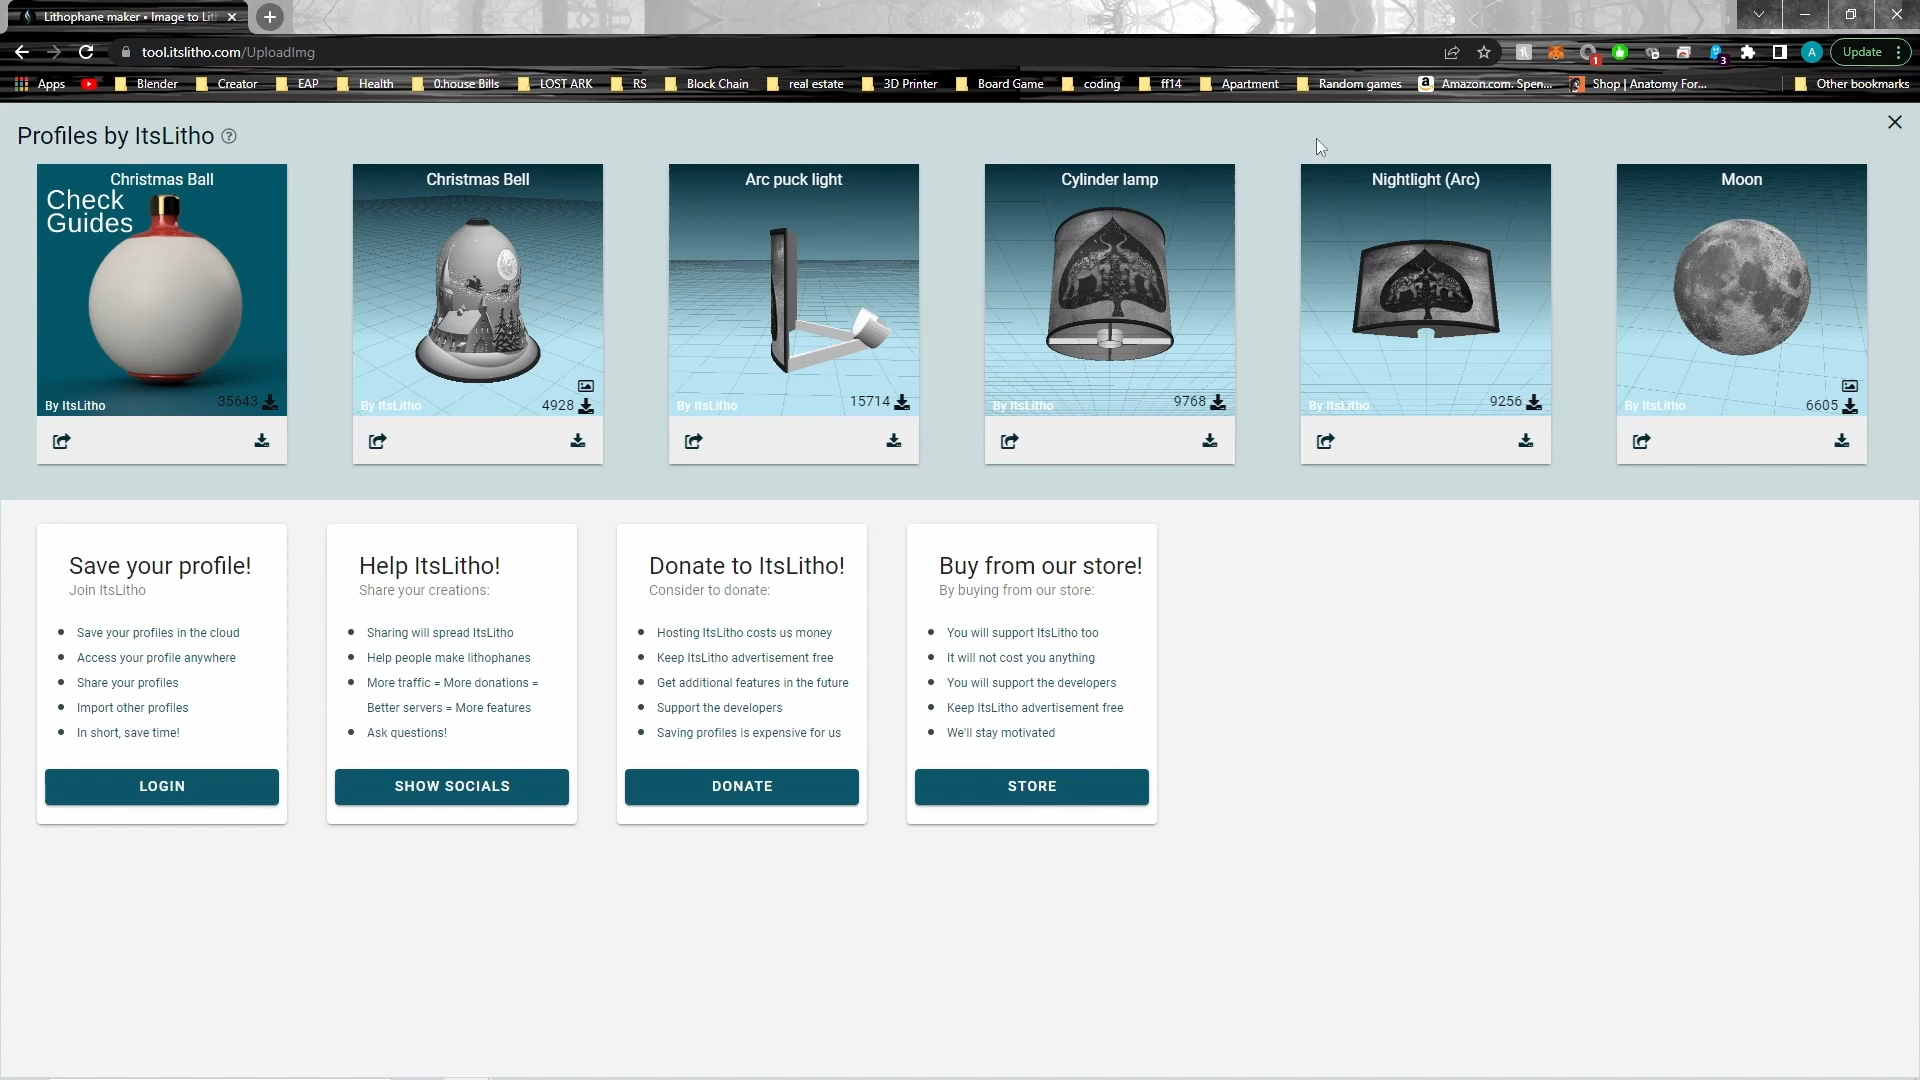 Lithophane maker • Image to Lit
tool.itslitho.com/UploadImg
1
3
A
Update
Apps
Blender
Creator
EAP
Health
0.house Bills
LOST ARK
RS
Block Chain
real estate
3D Printer
Board Game
coding
ff14
Apartment
Random games
Amazon.com. Spen...
Shop | Anatomy For...
Other bookmarks
Profiles by ItsLitho
Christmas Ball
Check
Guides
By ItsLitho
35643
Christmas Bell
By ItsLitho
4928
Arc puck light
By ItsLitho
15714
Cylinder lamp
By ItsLitho
9768
Nightlight (Arc)
By ItsLitho
9256
Moon
By ItsLitho
6605
Save your profile!
Join ItsLitho
Save your profiles in the cloud
Access your profile anywhere
Share your profiles
Import other profiles
In short, save time!
LOGIN
Help ItsLitho!
Share your creations:
Sharing will spread ItsLitho
Help people make lithophanes
More traffic = More donations =
Better servers = More features
Ask questions!
SHOW SOCIALS
Donate to ItsLitho!
Consider to donate:
Hosting ItsLitho costs us money
Keep ItsLitho advertisement free
Get additional features in the future
Support the developers
Saving profiles is expensive for us
DONATE
Buy from our store!
By buying from our store:
You will support ItsLitho too
It will not cost you anything
You will support the developers
Keep ItsLitho advertisement free
We'll stay motivated
STORE